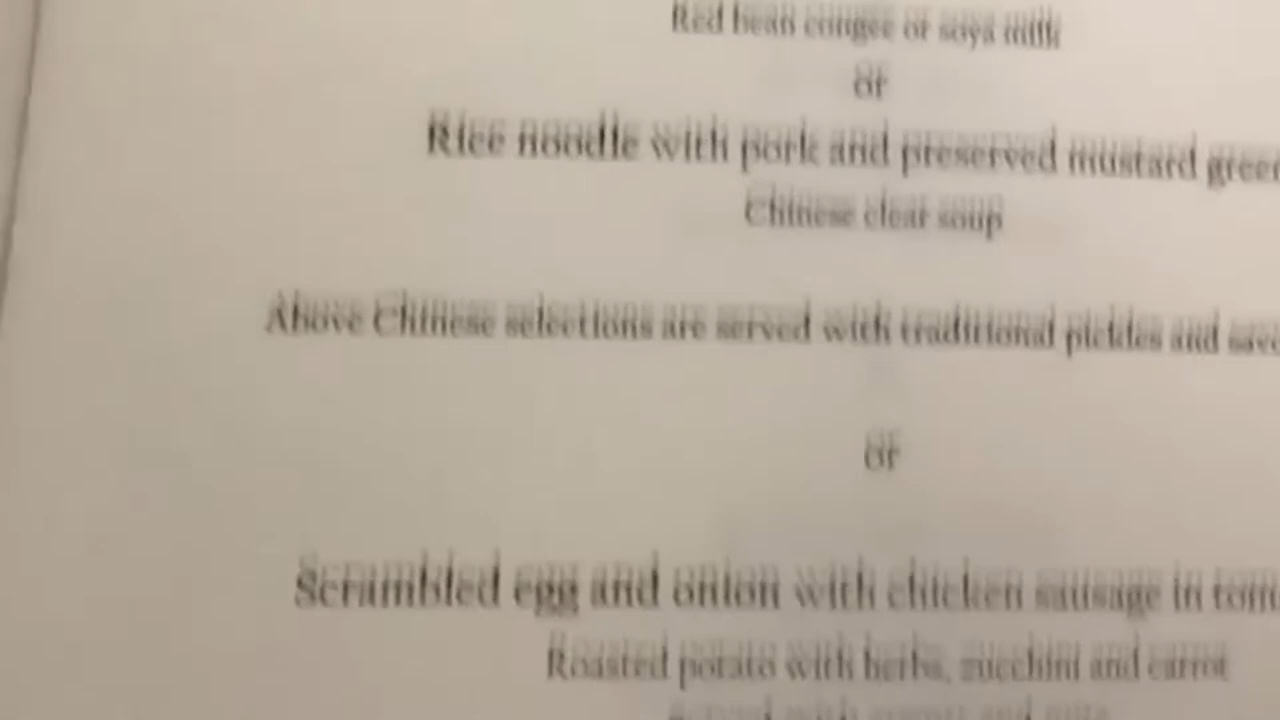 Red bean congee or soya milk
or
Rice noodle with pork and preserved mustard
Chinese clear soup
Above Chinese selections are served with traditional pickles and
or
Scrambled egg and onion with chicken sausage in
Roasted potato with herbs, zucchini and carrot